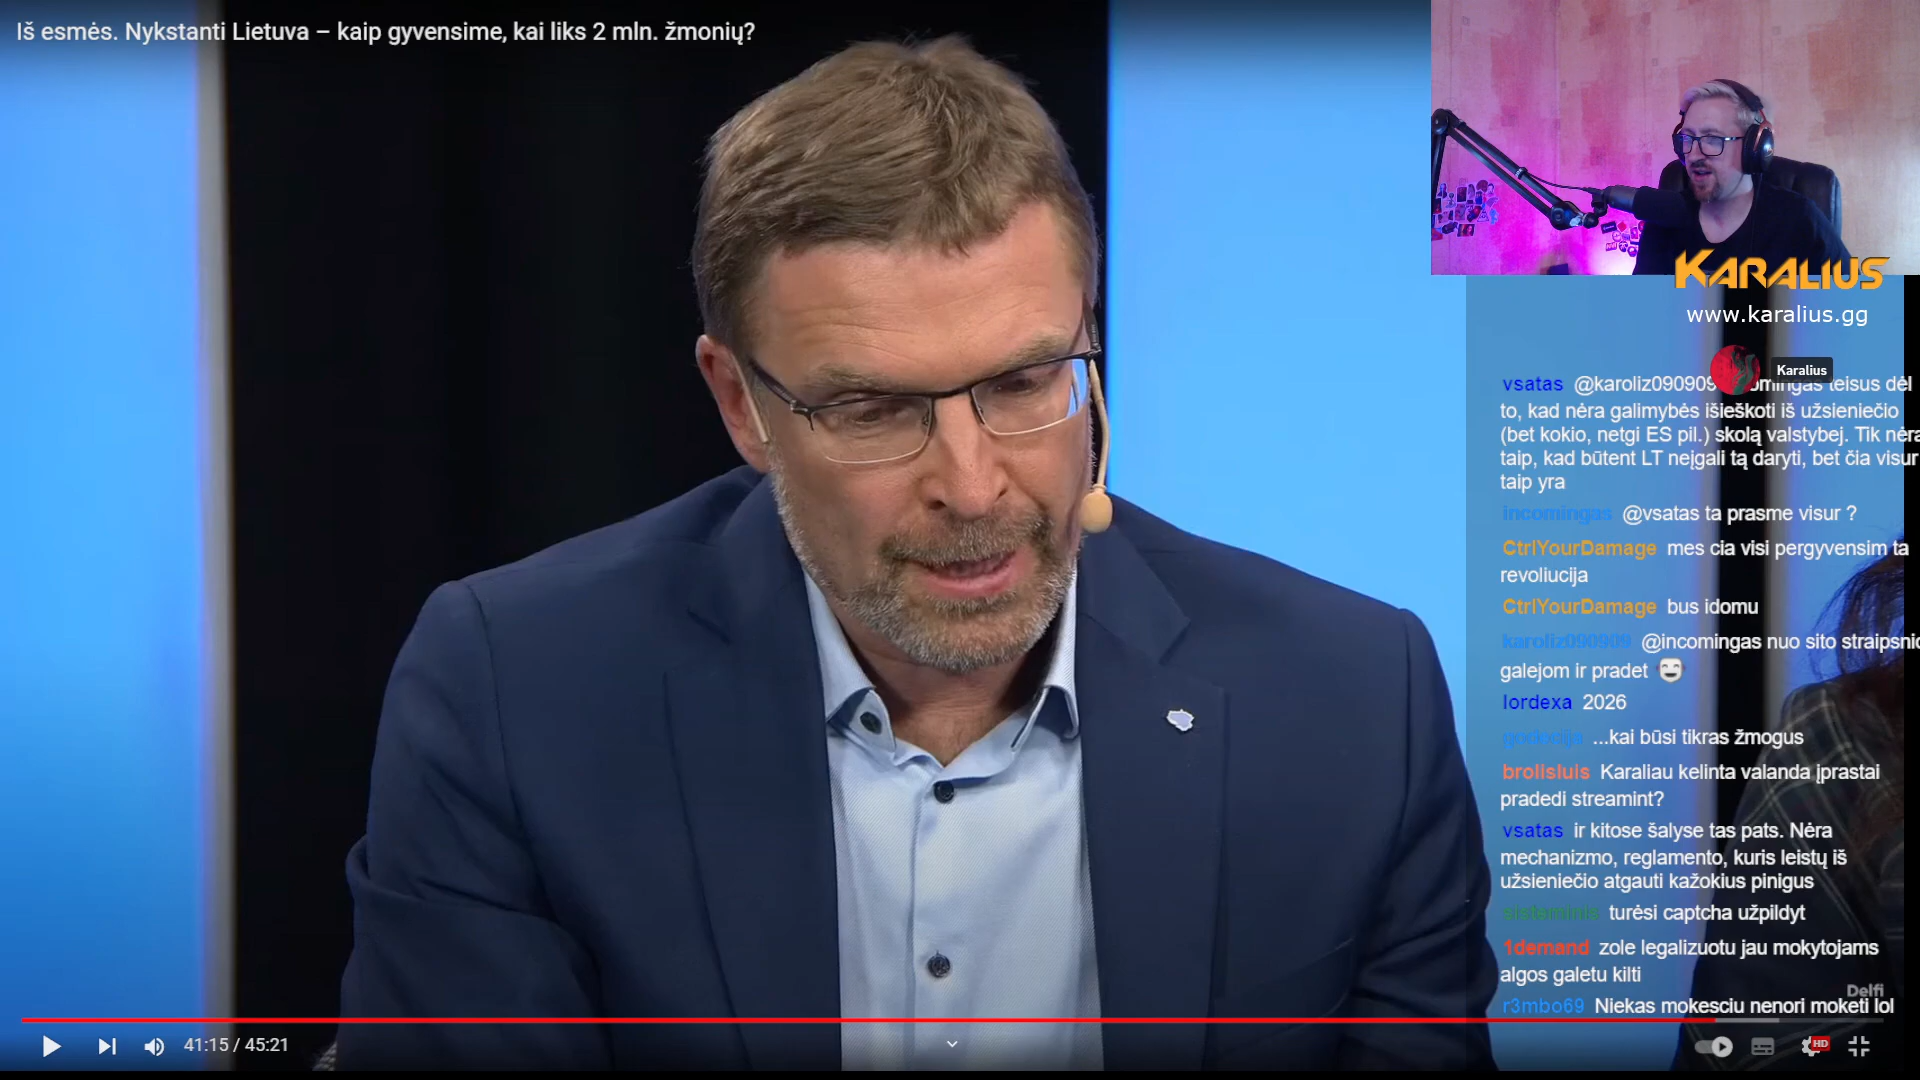 Iš esmės. Nykstanti Lietuva – kaip gyvensime, kai liks 2 mln. žmonių?
KARALIUS
www.karalius.gg
Karalius
vsatas @karoliz090909 teisus dėl
to, kad nėra galimybės išieškoti iš užsieniečio
(bet kokio, netgi ES pil.) skolą valstybej. Tik nėra
taip, kad būtent LT neįgali tą daryti, bet čia visur
taip yra
incomingas @vsatas ta prasme visur ?
CtrlYourDamage mes cia visi pergyvensim ta
revoliucija
CtrlYourDamage bus idomu
karoliz090909 @incomingas nuo sito straipsnio
galejom ir pradet
lordexa 2026
...kai būsi tikras žmogus
brolisluis Karaliau kelinta valanda įprastai
pradedi streamint?
vsatas ir kitose šalyse tas pats. Nėra
mechanizmo, reglamento, kuris leistų iš
užsieniečio atgauti kažokius pinigus
sisteminis turėsi captcha užpildyt
1demand zole legalizuotu jau mokytojams
algos galetu kilti
Delfi
r3mbo69 Niekas mokesciu nenori moketi lol
41:15 / 45:21
HD